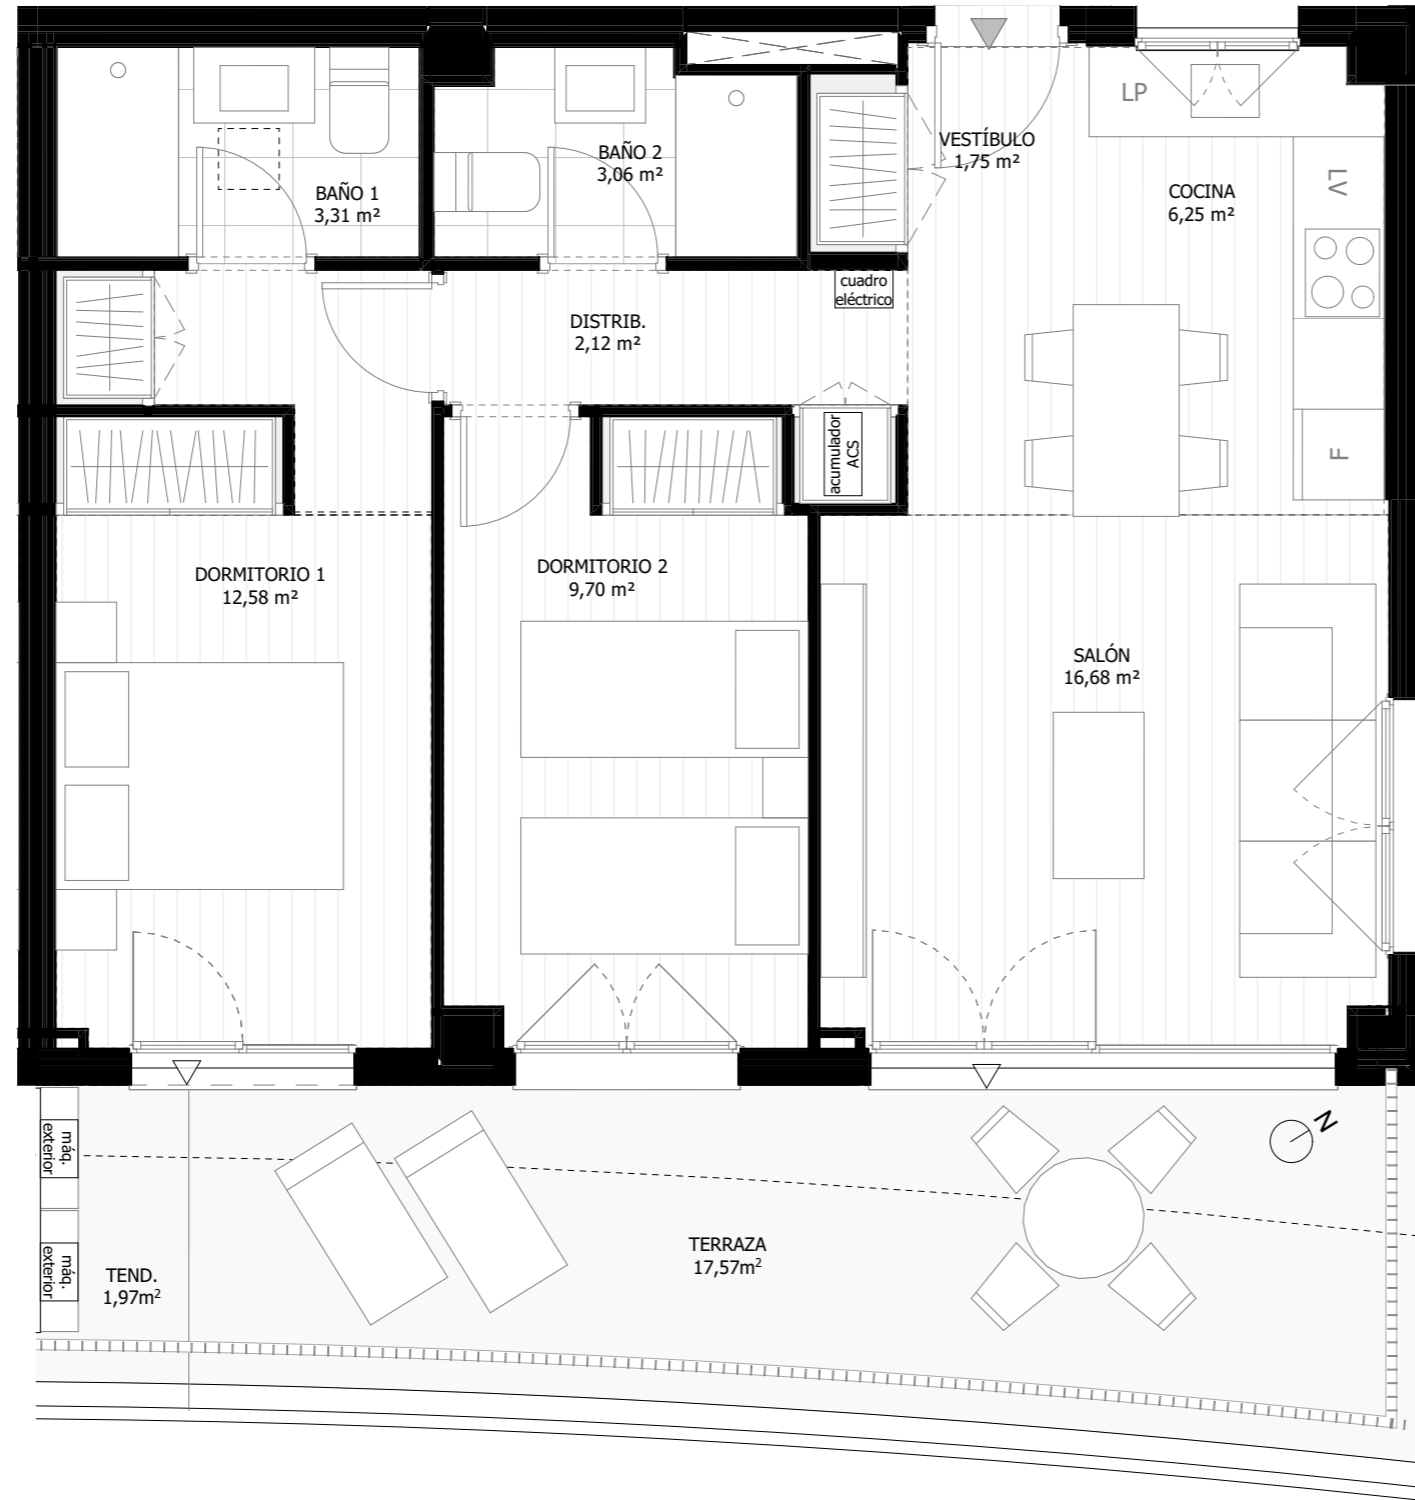 LP
VESTÍBULO
1,75 m²
BAÑO 2
3,06 m²
BAÑO 1
3,31 m²
COCINA
6,25 m²
LV
cuadro
eléctrico
DISTRIB.
2,12 m²
acumulador
ACS
F
DORMITORIO 1
12,58 m²
DORMITORIO 2
9,70 m²
SALÓN
16,68 m²
N
máq.
exterior
máq.
exterior
TEND.
1,97m²
TERRAZA
17,57m²